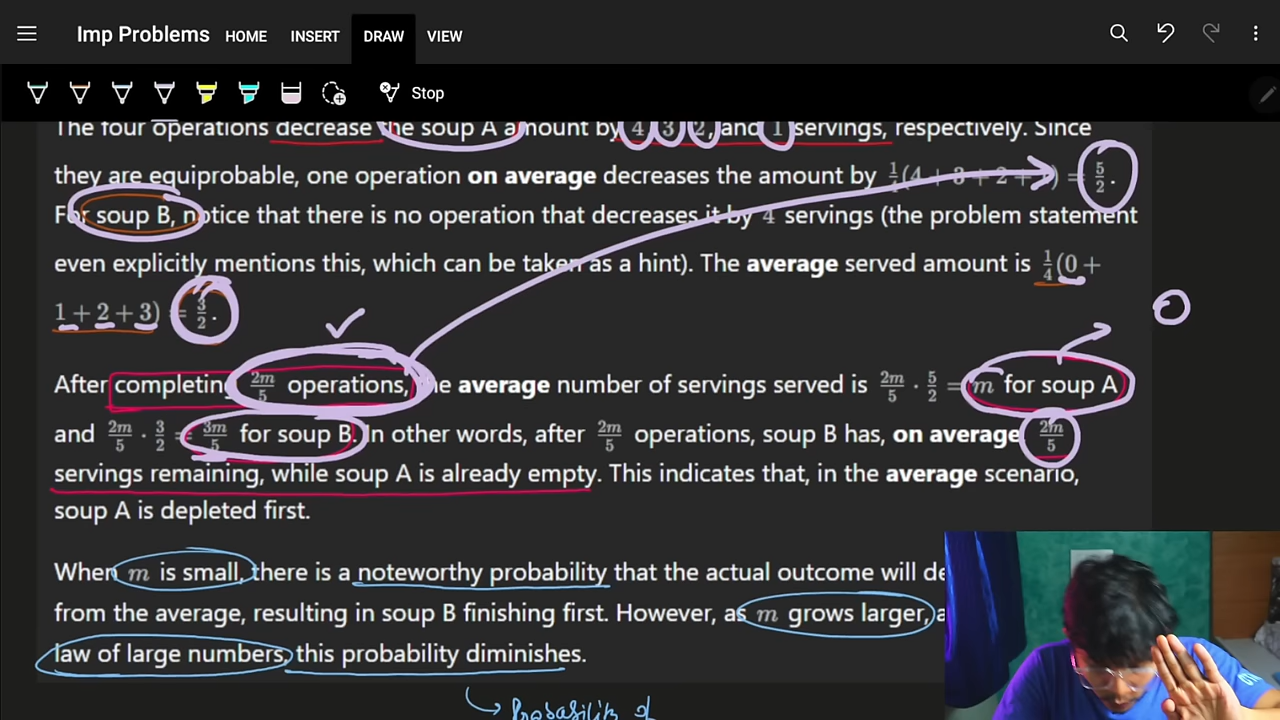 Imp Problems HOME INSERT DRAW VIEW
Stop
The four operations decrease the soup A amount by 4, 3, 2, and 1 servings, respectively. Since
they are equiprobable, one operation on average decreases the amount by 1/4(4 + 3 + 2 + ) = 5/2.
For soup B, notice that there is no operation that decreases it by 4 servings (the problem statement
even explicitly mentions this, which can be taken as a hint). The average served amount is 1/4(0 +
1 + 2 + 3) = 3/2.
After completing 2m/5 operations, the average number of servings served is 2m/5 · 5/2 = m for soup A
and 2m/5 · 3/2 = 3m/5 for soup B. In other words, after 2m/5 operations, soup B has, on average 2m/5
servings remaining, while soup A is already empty. This indicates that, in the average scenario,
soup A is depleted first.
When m is small, there is a noteworthy probability that the actual outcome will de
from the average, resulting in soup B finishing first. However, as m grows larger, a
law of large numbers, this probability diminishes.
Probability of